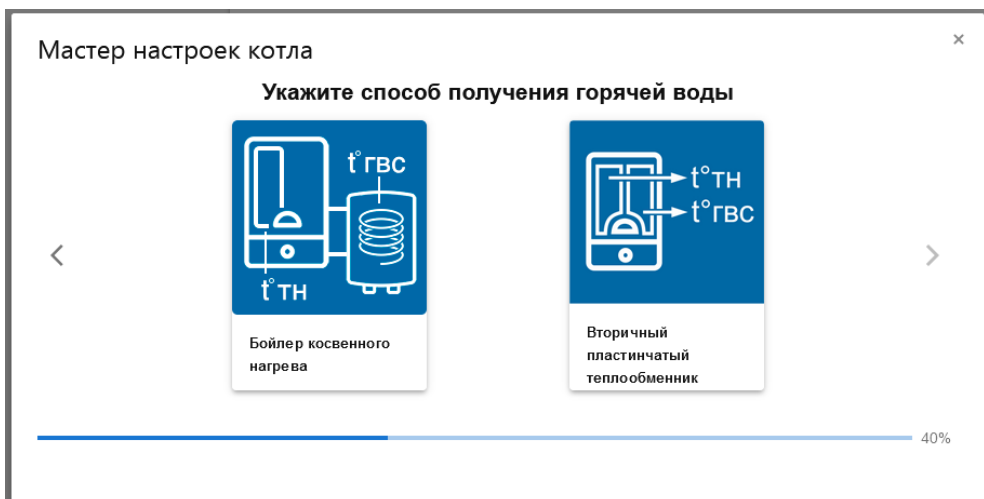 Мастер настроек котла
×
Укажите способ получения горячей воды
t°ГВС
t°ТН
Бойлер косвенного
нагрева
t°ТН
t°ГВС
Вторичный
пластинчатый
теплообменник
40%